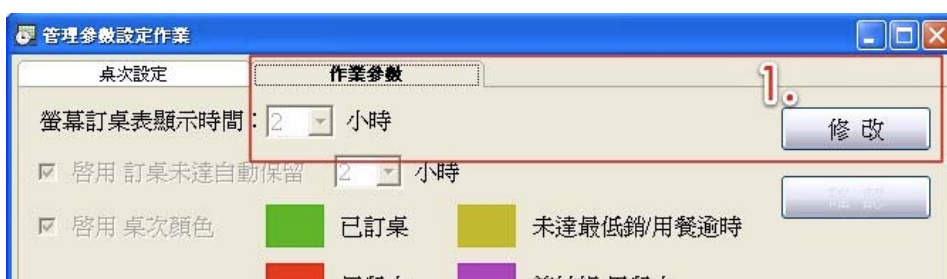 管理參數設定作業
桌次設定 作業參數
1.
螢幕訂桌表顯示時間：2 小時 修改
啓用 訂桌未達自動保留 2 小時
確認
啓用 桌次顏色 已訂桌 未達最低銷/用餐逾時